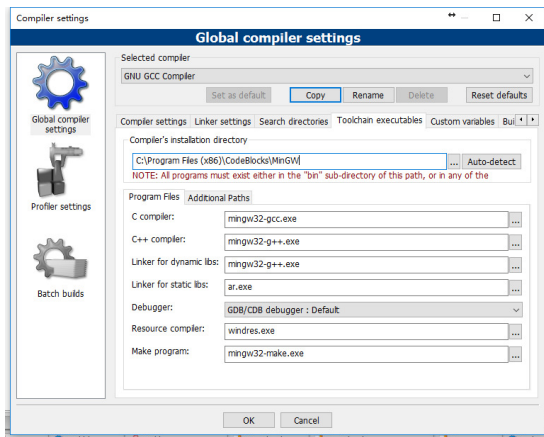 Compiler settings
Global compiler settings
Selected compiler
GNU GCC Compiler
Set as default Copy Rename Delete Reset defaults
Global compiler
settings
Profiler settings
Batch builds
Compiler settings Linker settings Search directories Toolchain executables Custom variables Bui
Compiler's installation directory
C:\Program Files (x86)\CodeBlocks\MinGW
... Auto-detect
NOTE: All programs must exist either in the "bin" sub-directory of this path, or in any of the
Program Files Additional Paths
C compiler: mingw32-gcc.exe ...
C++ compiler: mingw32-g++.exe ...
Linker for dynamic libs: mingw32-g++.exe ...
Linker for static libs: ar.exe ...
Debugger: GDB/CDB debugger : Default
Resource compiler: windres.exe ...
Make program: mingw32-make.exe ...
OK Cancel